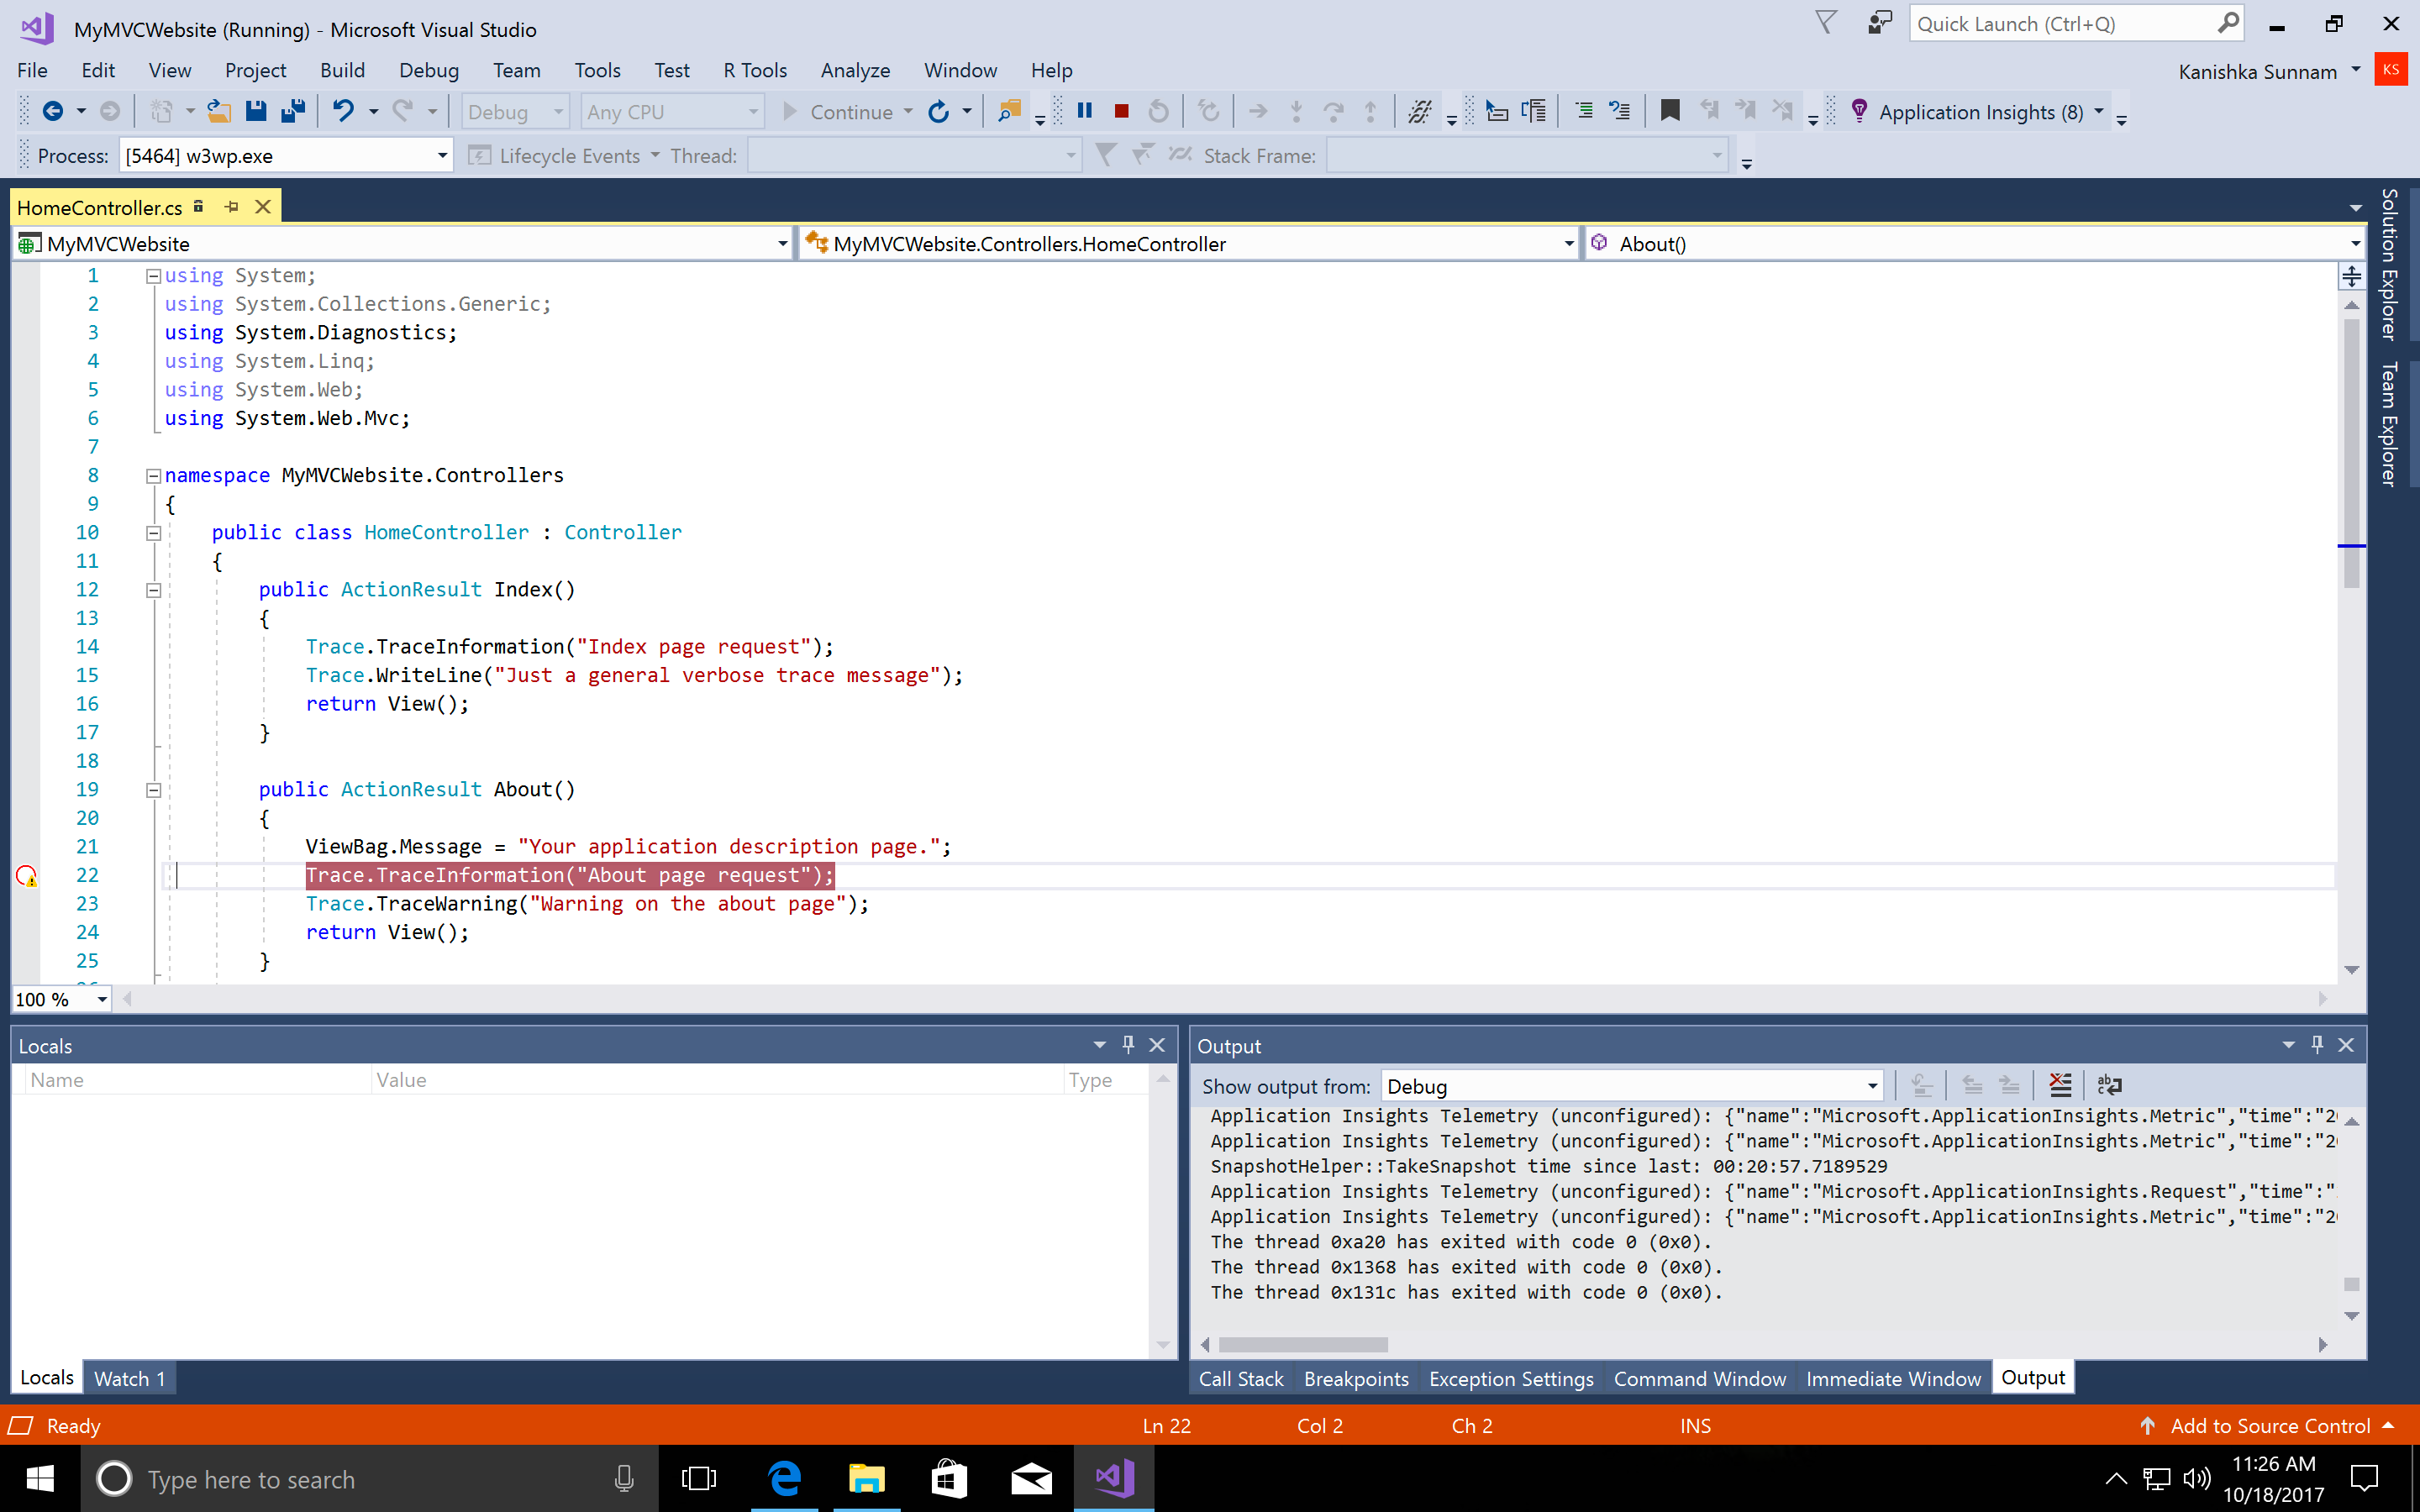 MyMVCWebsite (Running) - Microsoft Visual Studio
Quick Launch (Ctrl+Q)
File Edit View Project Build Debug Team Tools Test R Tools Analyze Window Help
Kanishka Sunnam KS
Debug Any CPU Continue Application Insights (8)
Process: [5464] w3wp.exe Lifecycle Events Thread: Stack Frame:
HomeController.cs
MyMVCWebsite MyMVCWebsite.Controllers.HomeController About()
1 using System;
2 using System.Collections.Generic;
3 using System.Diagnostics;
4 using System.Linq;
5 using System.Web;
6 using System.Web.Mvc;
7
8 namespace MyMVCWebsite.Controllers
9 {
10 public class HomeController : Controller
11 {
12 public ActionResult Index()
13 {
14 Trace.TraceInformation("Index page request");
15 Trace.WriteLine("Just a general verbose trace message");
16 return View();
17 }
18
19 public ActionResult About()
20 {
21 ViewBag.Message = "Your application description page.";
22 Trace.TraceInformation("About page request");
23 Trace.TraceWarning("Warning on the about page");
24 return View();
25 }
100 %
Solution Explorer
Team Explorer
Locals
Name Value Type
Locals Watch 1
Output
Show output from: Debug
Application Insights Telemetry (unconfigured): {"name":"Microsoft.ApplicationInsights.Metric","time":"2
Application Insights Telemetry (unconfigured): {"name":"Microsoft.ApplicationInsights.Metric","time":"2
SnapshotHelper::TakeSnapshot time since last: 00:20:57.7189529
Application Insights Telemetry (unconfigured): {"name":"Microsoft.ApplicationInsights.Request","time":"
Application Insights Telemetry (unconfigured): {"name":"Microsoft.ApplicationInsights.Metric","time":"2
The thread 0xa20 has exited with code 0 (0x0).
The thread 0x1368 has exited with code 0 (0x0).
The thread 0x131c has exited with code 0 (0x0).
Call Stack Breakpoints Exception Settings Command Window Immediate Window Output
Ready Ln 22 Col 2 Ch 2 INS Add to Source Control
Type here to search
11:26 AM
10/18/2017